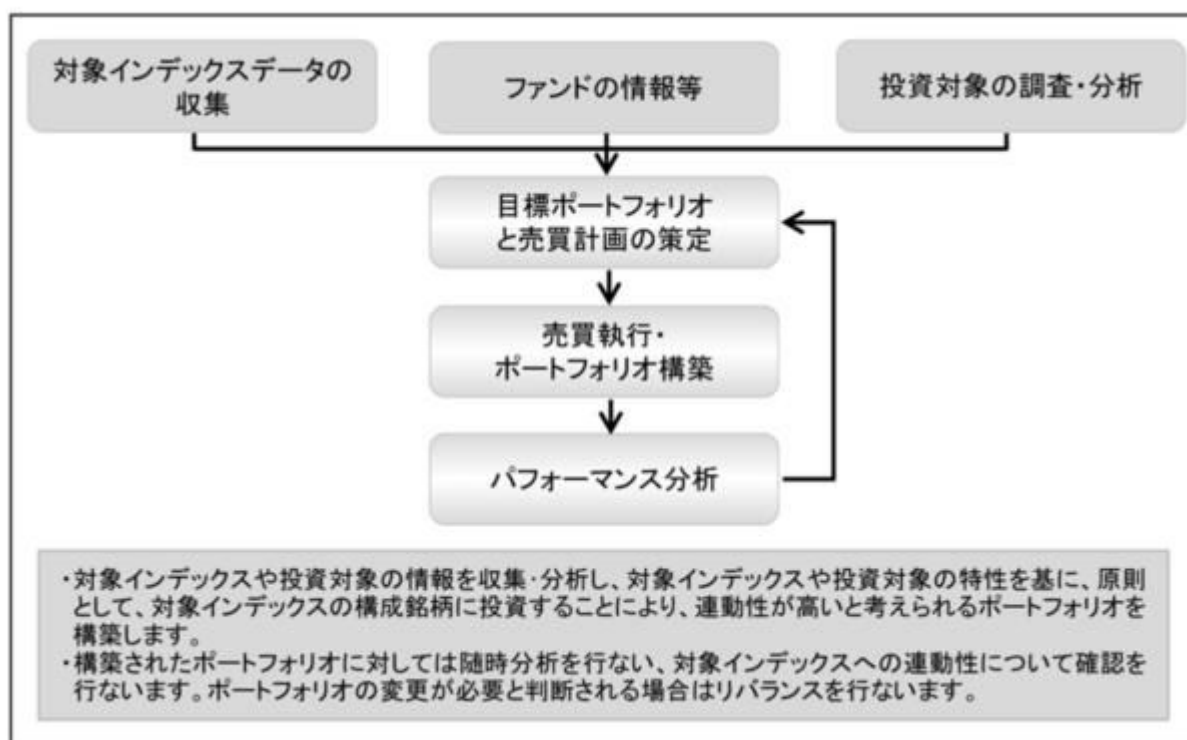 対象インデックスデータの
収集
ファンドの情報等
投資対象の調査・分析
目標ポートフォリオ
と売買計画の策定
売買執行・
ポートフォリオ構築
パフォーマンス分析
・対象インデックスや投資対象の情報を収集・分析し、対象インデックスや投資対象の特性を基に、原則
として、対象インデックスの構成銘柄に投資することにより、連動性が高いと考えられるポートフォリオを
構築します。
・構築されたポートフォリオに対しては随時分析を行ない、対象インデックスへの連動性について確認を
行ないます。ポートフォリオの変更が必要と判断される場合はリバランスを行ないます。